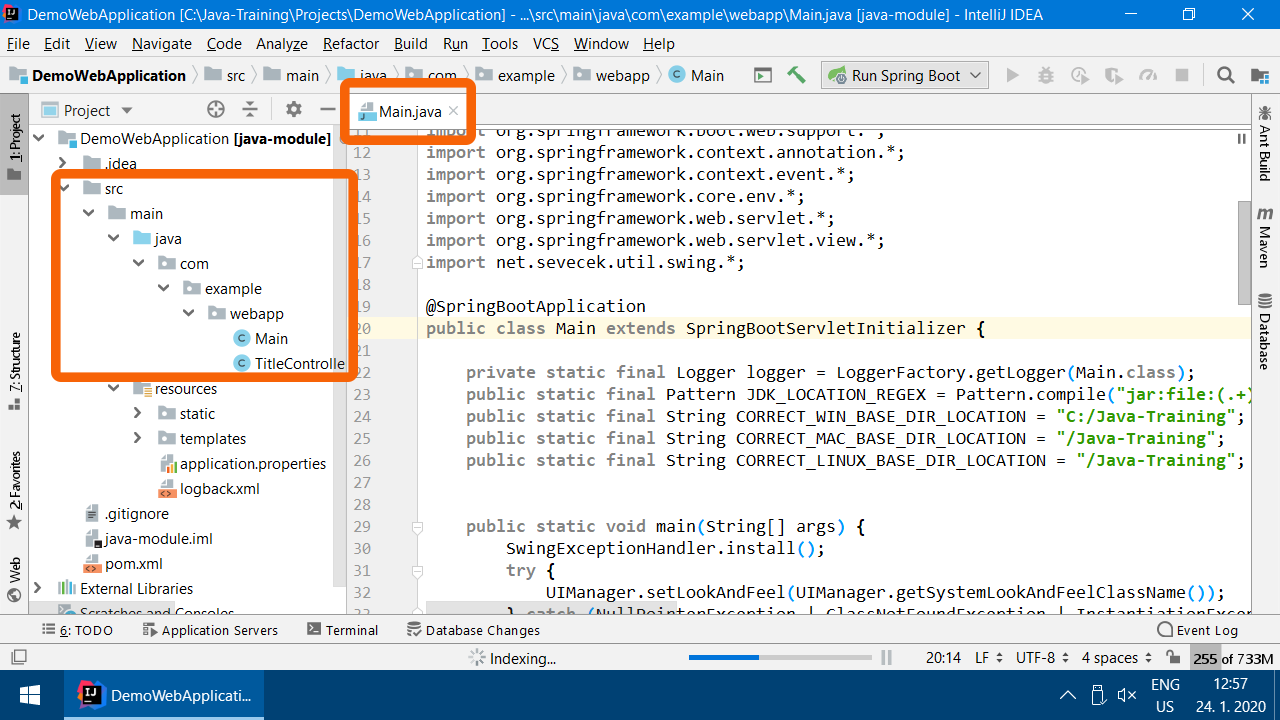 DemoWebApplication [C:\Java-Training\Projects\DemoWebApplication] - ...\src\main\java\com\example\webapp\Main.java [java-module] - IntelliJ IDEA
File Edit View Navigate Code Analyze Refactor Build Run Tools VCS Window Help
DemoWebApplication src main java com example webapp Main Run Spring Boot
Project
Main.java
1: Project
7: Structure
2: Favorites
Web
DemoWebApplication [java-module]
.idea
src
main
java
com
example
webapp
Main
TitleControlle
resources
static
templates
application.properties
logback.xml
.gitignore
java-module.iml
pom.xml
External Libraries
Scratches and Consoles
11 import org.springframework.boot.web.support.*;
12 import org.springframework.context.annotation.*;
13 import org.springframework.context.event.*;
14 import org.springframework.core.env.*;
15 import org.springframework.web.servlet.*;
16 import org.springframework.web.servlet.view.*;
17 import net.sevecek.util.swing.*;
18
19 @SpringBootApplication
20 public class Main extends SpringBootServletInitializer {
21
22 private static final Logger logger = LoggerFactory.getLogger(Main.class);
23 public static final Pattern JDK_LOCATION_REGEX = Pattern.compile("jar:file:(.+)
24 public static final String CORRECT_WIN_BASE_DIR_LOCATION = "C:/Java-Training";
25 public static final String CORRECT_MAC_BASE_DIR_LOCATION = "/Java-Training";
26 public static final String CORRECT_LINUX_BASE_DIR_LOCATION = "/Java-Training";
27
28
29 public static void main(String[] args) {
30 SwingExceptionHandler.install();
31 try {
32 UIManager.setLookAndFeel(UIManager.getSystemLookAndFeelClassName());
33 } catch (NullPointerException | ClassNotFoundException | InstantiationExce
Ant Build
Maven
Database
6: TODO Application Servers Terminal Database Changes Event Log
Indexing... 20:14 LF UTF-8 4 spaces 255 of 733M
DemoWebApplicati...
ENG
US
12:57
24. 1. 2020